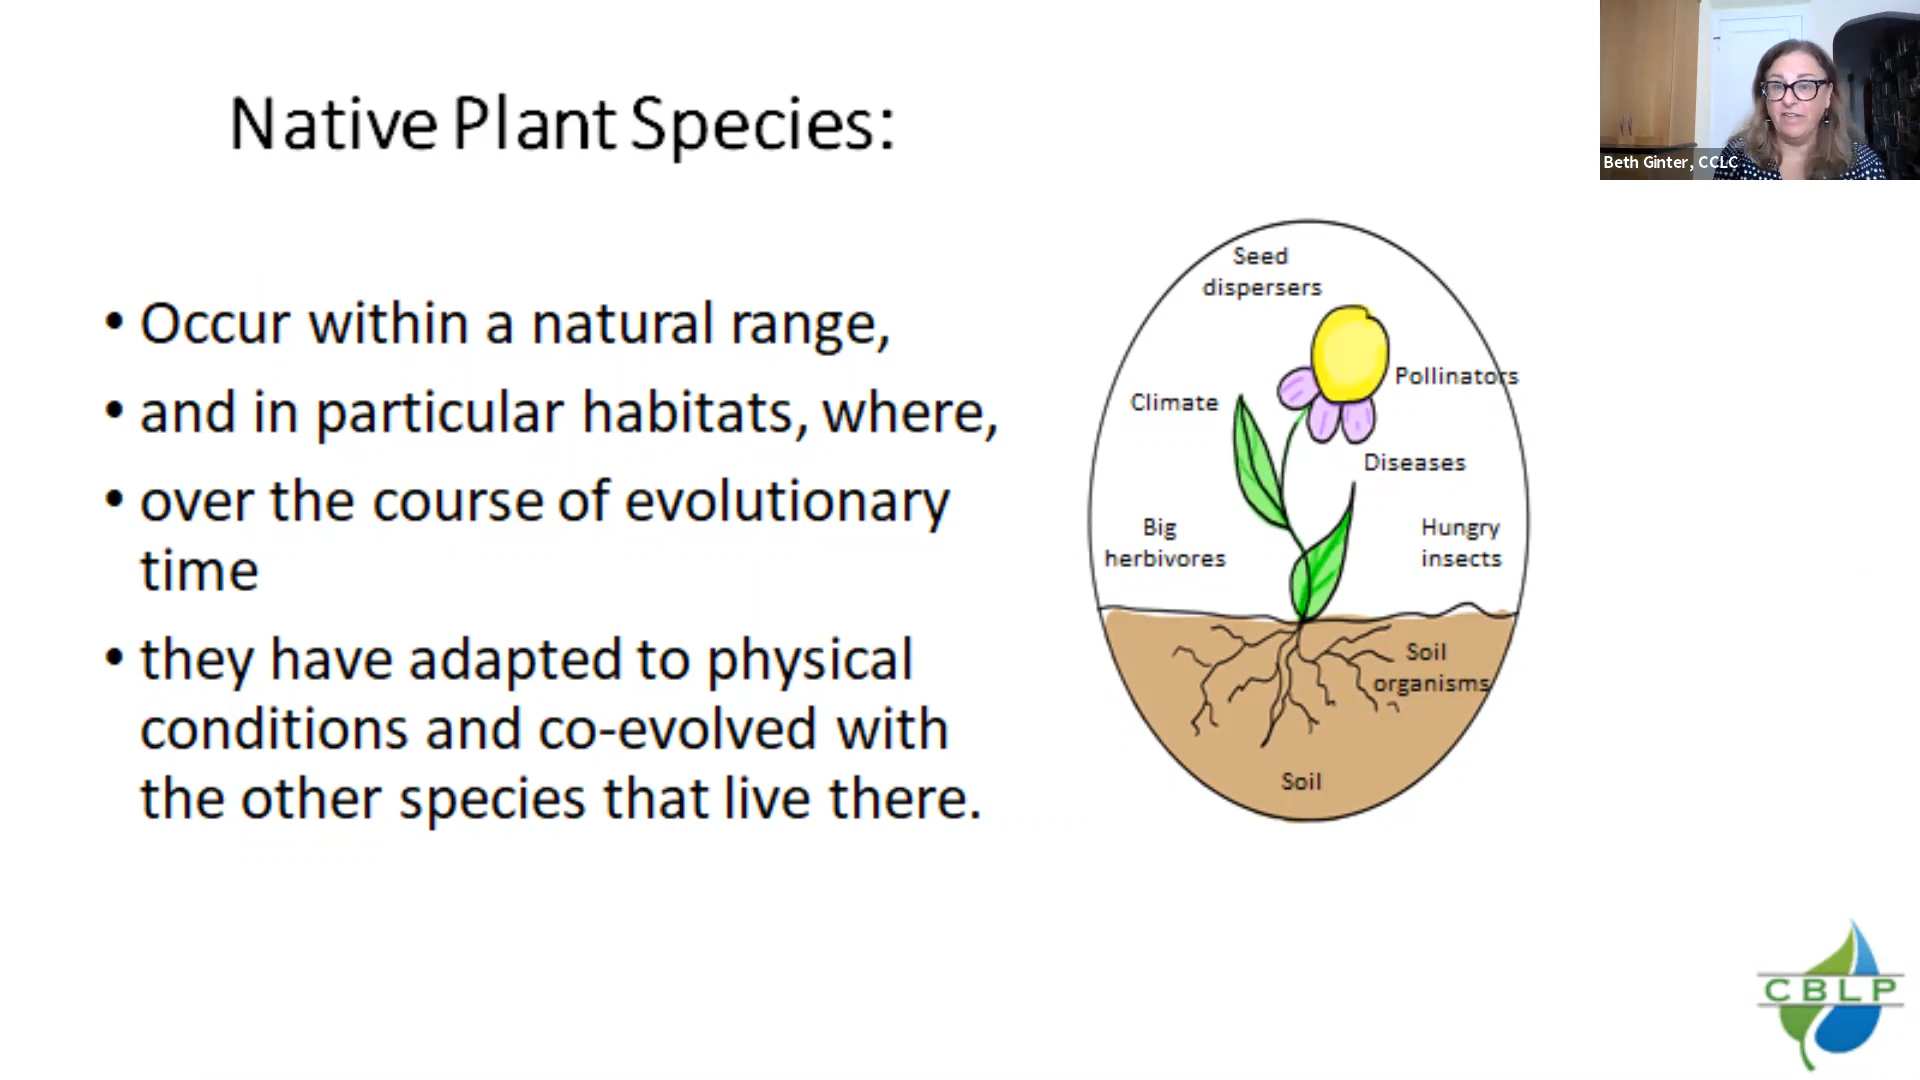 Native Plant Species:
Beth Ginter, CCLC
• Occur within a natural range,
• and in particular habitats, where,
• over the course of evolutionary
time
• they have adapted to physical
conditions and co-evolved with
the other species that live there.
Seed
dispersers
Pollinators
Climate
Diseases
Big
herbivores
Hungry
insects
Soil
organisms
Soil
CBLP